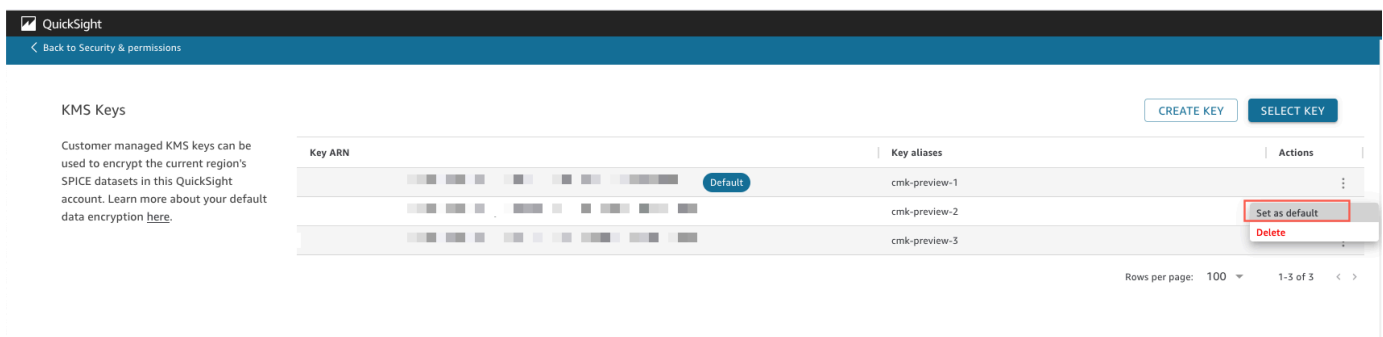 QuickSight
Back to Security & permissions
KMS Keys
CREATE KEY
SELECT KEY
Customer managed KMS keys can be
used to encrypt the current region's
SPICE datasets in this QuickSight
account. Learn more about your default
data encryption here.
Key ARN
Key aliases
Actions
Default
cmk-preview-1
cmk-preview-2
Set as default
Delete
cmk-preview-3
Rows per page: 100
1-3 of 3